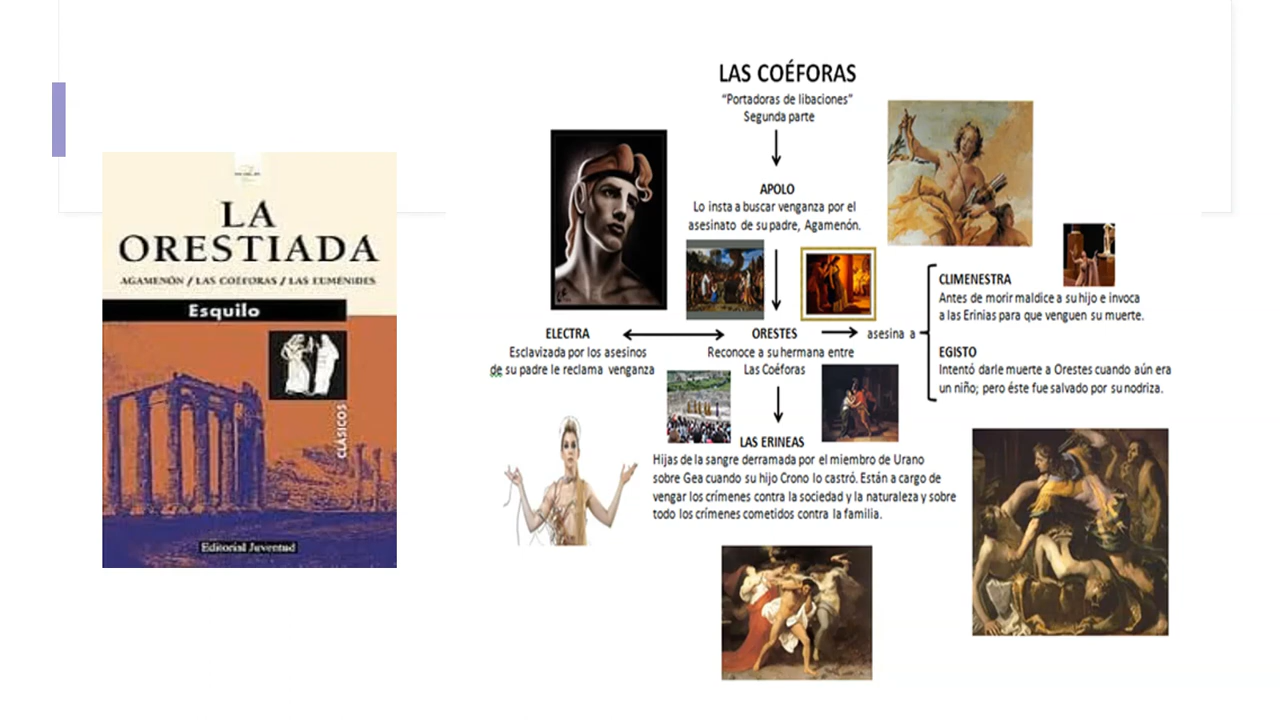 LA
ORESTIADA
AGAMENÓN / LAS COÉFORAS / LAS EUMÉNIDES
Esquilo
CLÁSICOS
Editorial Juventud
LAS COÉFORAS
“Portadoras de libaciones”
Segunda parte
APOLO
Lo insta a buscar venganza por el
asesinato de su padre, Agamenón.
ELECTRA
Esclavizada por los asesinos
de su padre le reclama venganza
ORESTES
Reconoce a su hermana entre
Las Coéforas
asesina a
CLIMENESTRA
Antes de morir maldice a su hijo e invoca
a las Erinias para que venguen su muerte.
EGISTO
Intentó darle muerte a Orestes cuando aún era
un niño; pero éste fue salvado por su nodriza.
LAS ERINEAS
Hijas de la sangre derramada por el miembro de Urano
sobre Gea cuando su hijo Crono lo castró. Están a cargo de
vengar los crímenes contra la sociedad y la naturaleza y sobre
todo los crímenes cometidos contra la familia.